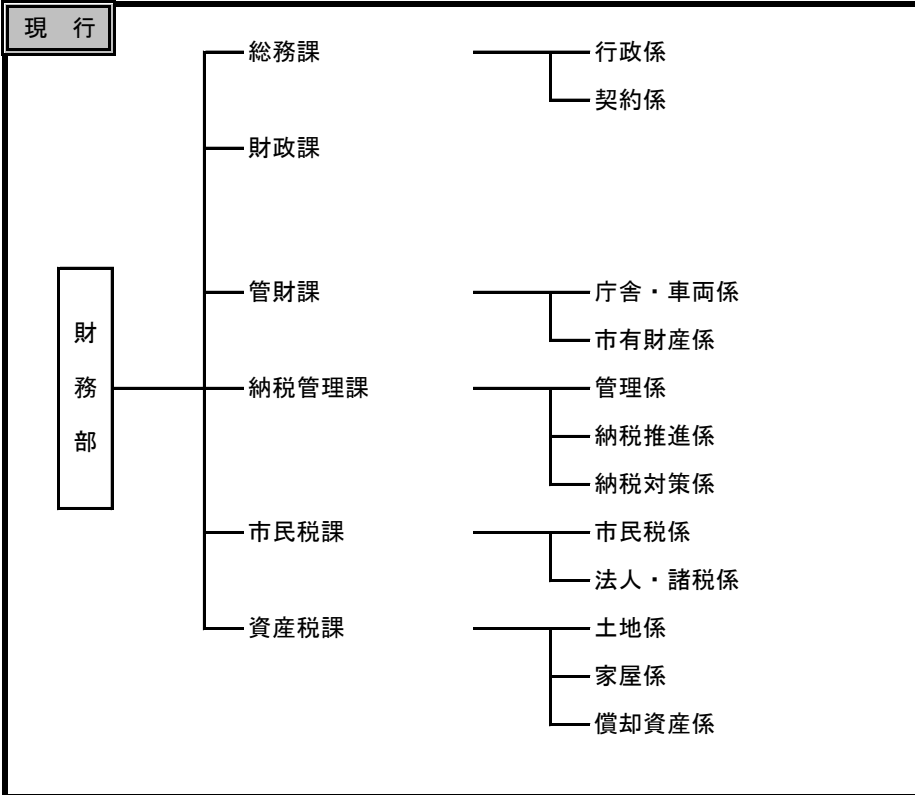 現　行
総務課
行政係
契約係
財政課
管財課
庁舎・車両係
市有財産係
財務部
納税管理課
管理係
納税推進係
納税対策係
市民税課
市民税係
法人・諸税係
資産税課
土地係
家屋係
償却資産係